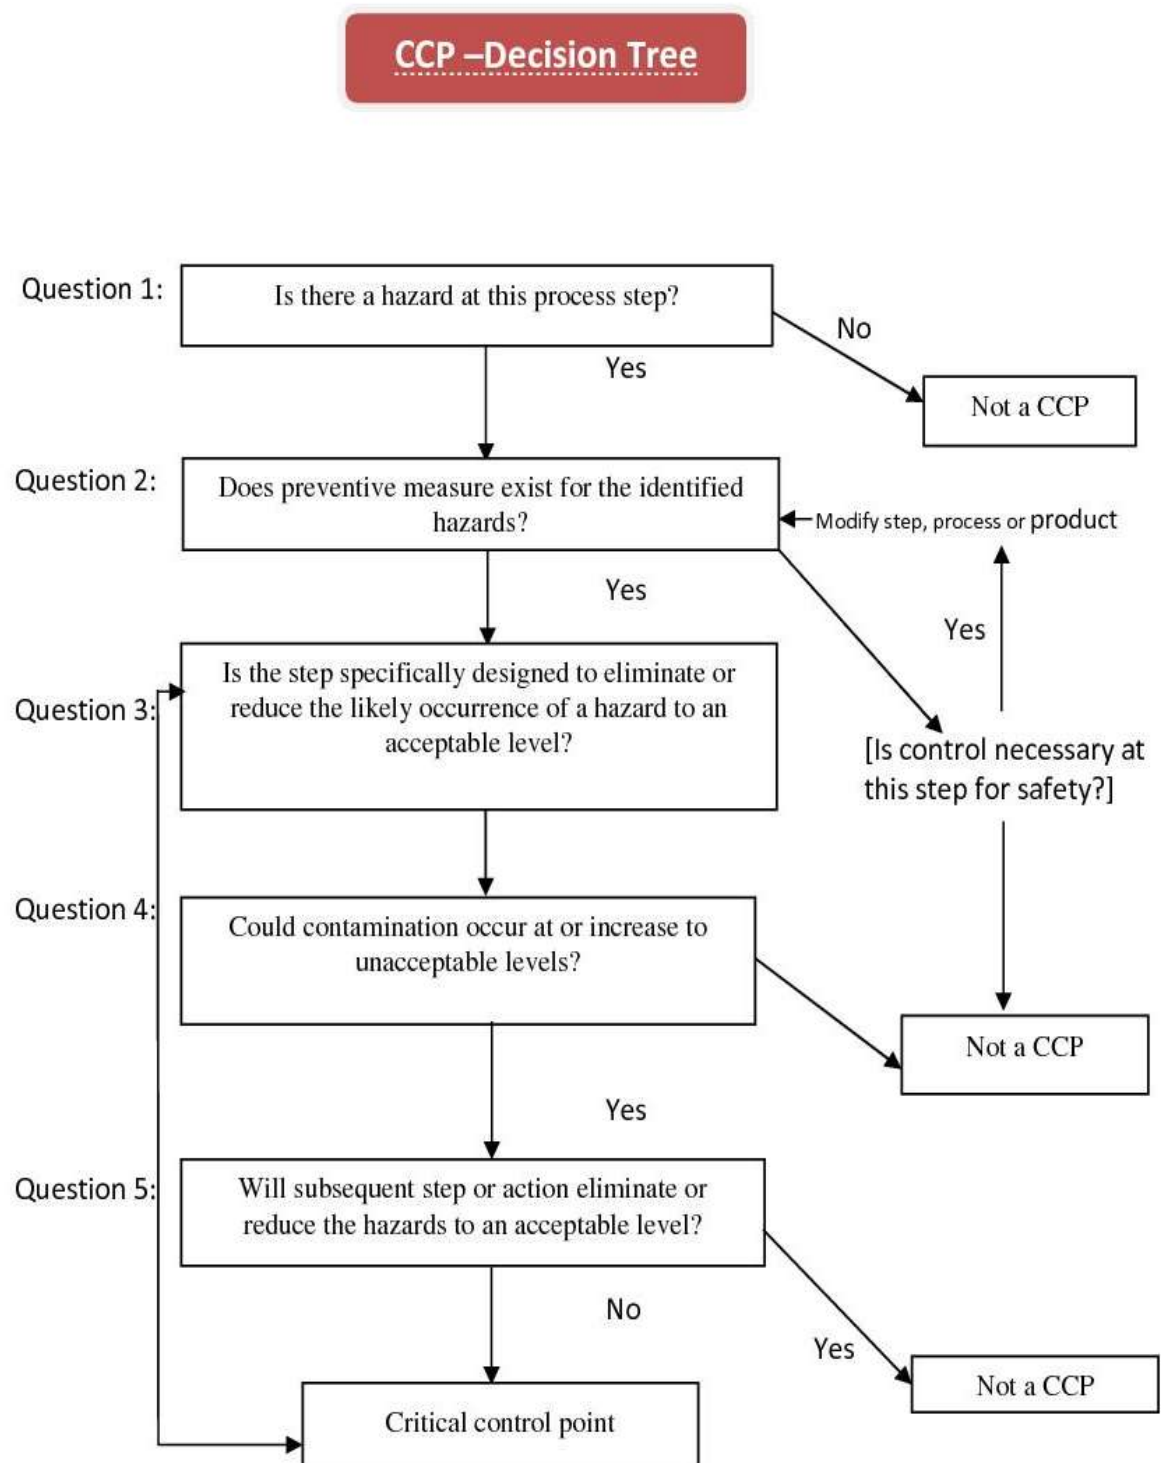 CCP –Decision Tree
Question 1:
Is there a hazard at this process step?
No
Yes
Not a CCP
Question 2:
Does preventive measure exist for the identified
hazards?
Modify step, process or product
Yes
Yes
Question 3:
Is the step specifically designed to eliminate or
reduce the likely occurrence of a hazard to an
acceptable level?
[Is control necessary at
this step for safety?]
Question 4:
Could contamination occur at or increase to
unacceptable levels?
Not a CCP
Yes
Question 5:
Will subsequent step or action eliminate or
reduce the hazards to an acceptable level?
No
Yes
Not a CCP
Critical control point